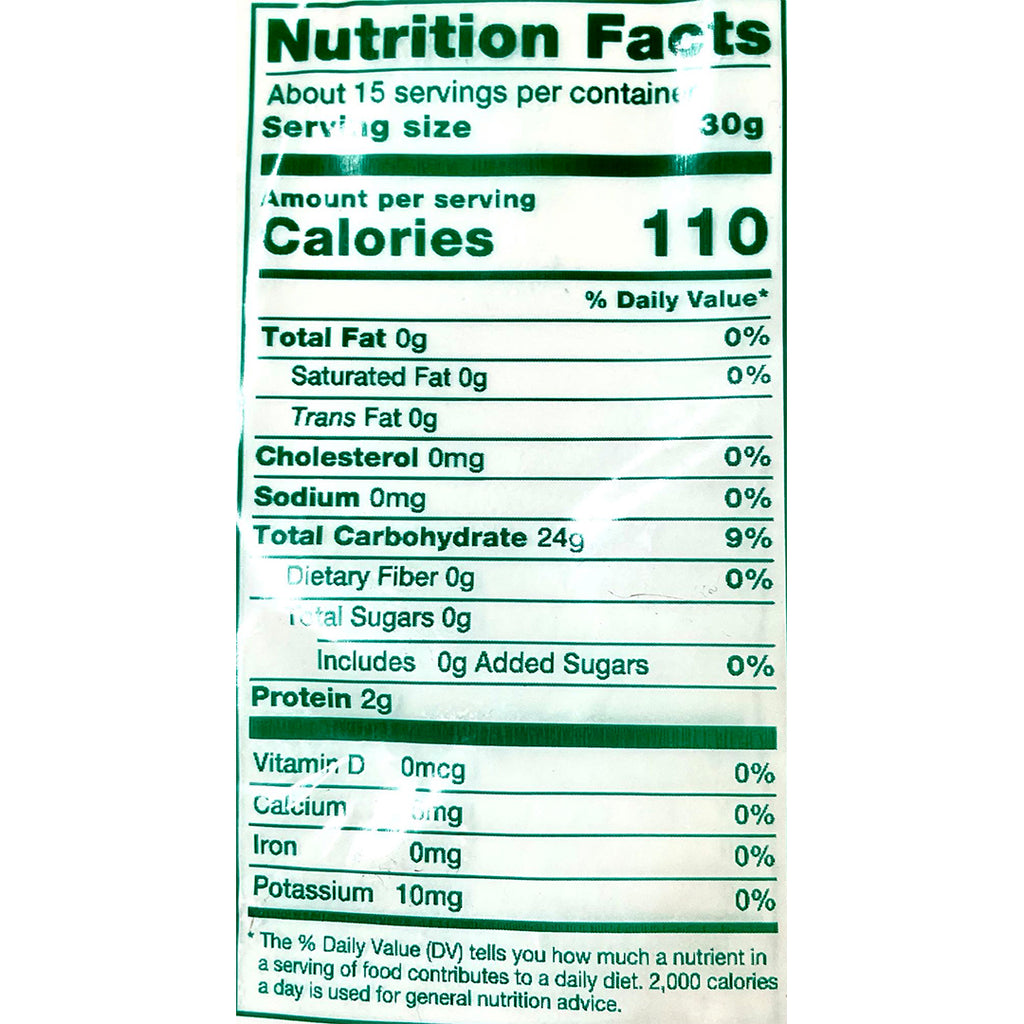 Nutrition Facts
About 15 servings per container
Serving size 30g
Amount per serving
Calories 110
% Daily Value*
Total Fat 0g 0%
Saturated Fat 0g 0%
Trans Fat 0g
Cholesterol 0mg 0%
Sodium 0mg 0%
Total Carbohydrate 24g 9%
Dietary Fiber 0g 0%
Total Sugars 0g
Includes 0g Added Sugars 0%
Protein 2g
Vitamin D 0mcg 0%
Calcium 0%
Iron 0mg 0%
Potassium 10mg 0%
* The % Daily Value (DV) tells you how much a nutrient in
a serving of food contributes to a daily diet. 2,000 calories
a day is used for general nutrition advice.